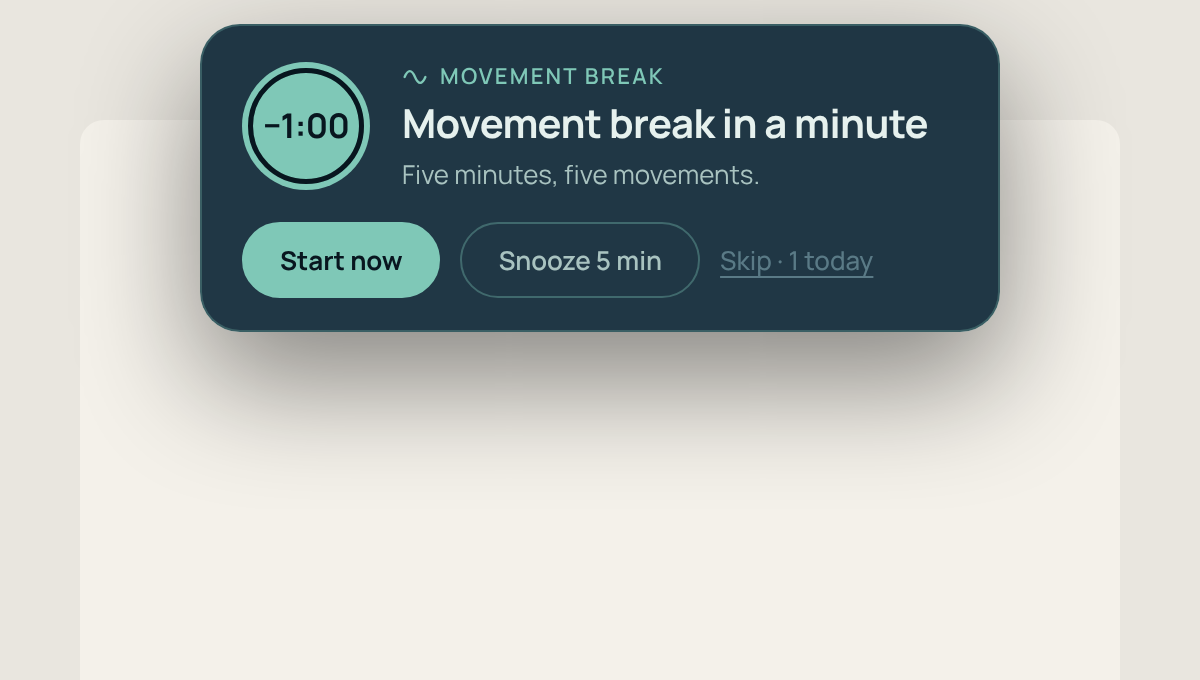 −1:00
MOVEMENT BREAK
Movement break in a minute
Five minutes, five movements.
Start now
Snooze 5 min
Skip · 1 today